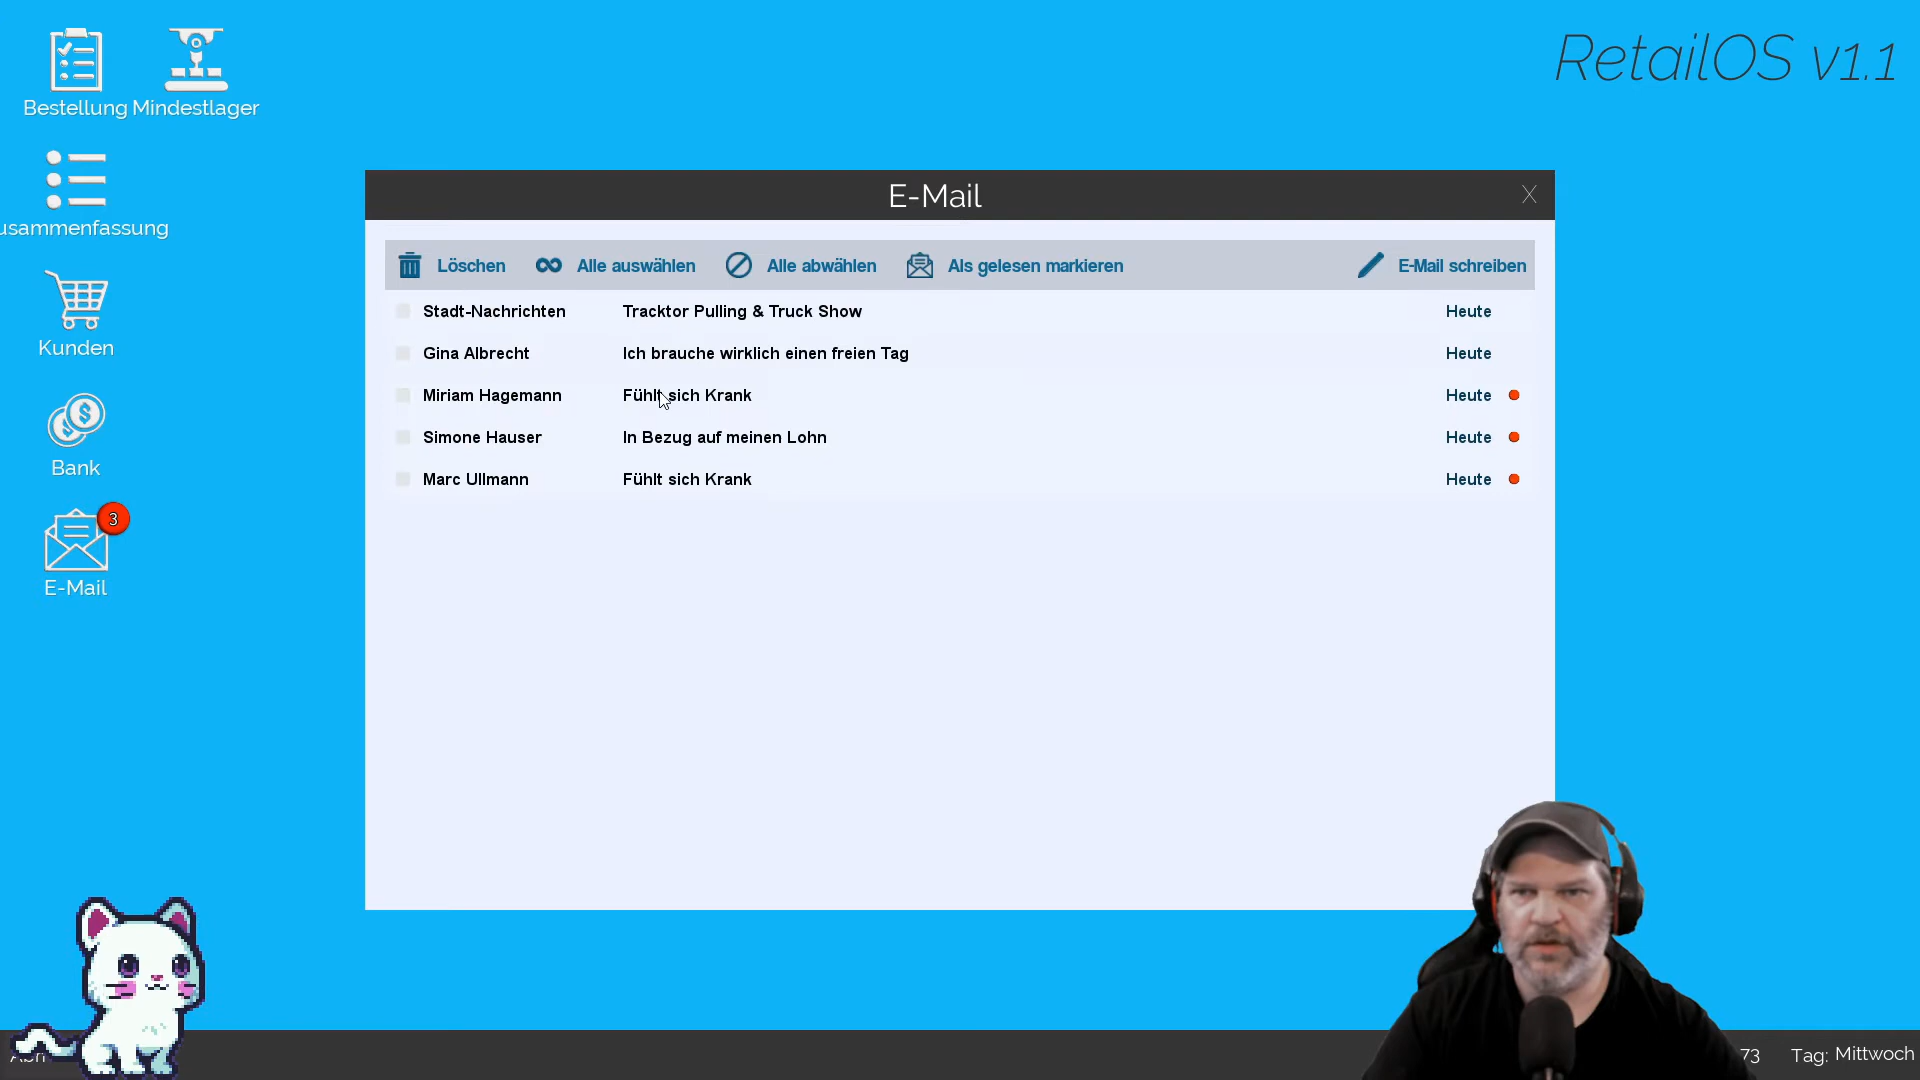 RetailOS v1.1
Bestellung
Mindestlager
usammenfassung
Kunden
Bank
3
E-Mail
E-Mail
X
Löschen
Alle auswählen
Alle abwählen
Als gelesen markieren
E-Mail schreiben
Stadt-Nachrichten Tracktor Pulling & Truck Show Heute
Gina Albrecht Ich brauche wirklich einen freien Tag Heute
Miriam Hagemann Fühlt sich Krank Heute
Simone Hauser In Bezug auf meinen Lohn Heute
Marc Ullmann Fühlt sich Krank Heute
73 Tag: Mittwoch